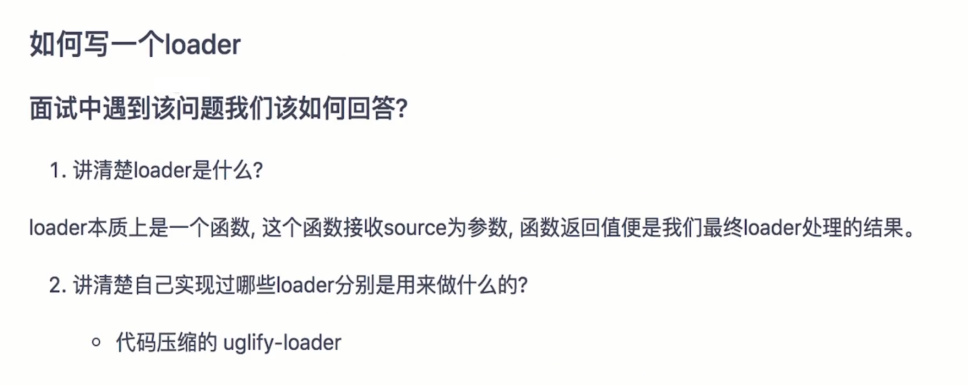 如何写一个loader
面试中遇到该问题我们该如何回答?
1. 讲清楚loader是什么?
loader本质上是一个函数, 这个函数接收source为参数, 函数返回值便是我们最终loader处理的结果。
2. 讲清楚自己实现过哪些loader分别是用来做什么的?
代码压缩的 uglify-loader